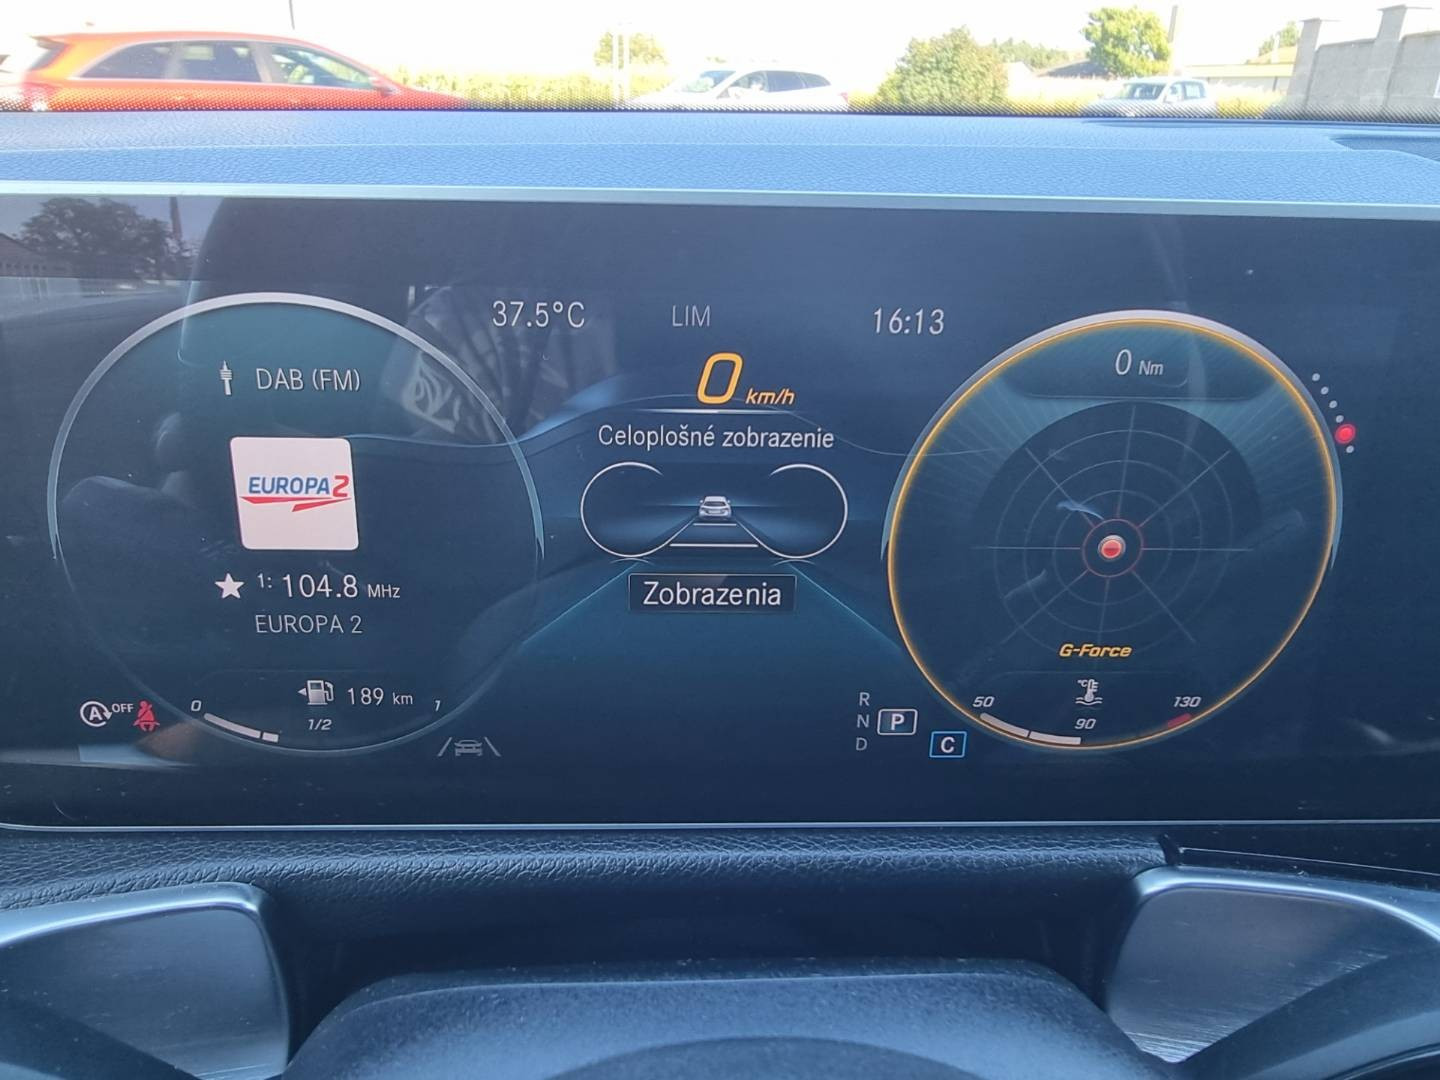 37.5°C
LIM
16:13
0 km/h
DAB (FM)
EUROPA 2
1: 104.8 MHz
EUROPA 2
Celoplošné zobrazenie
Zobrazenia
0 Nm
G-Force
A OFF
0
189 km
1/2
1
R
N
D
P
C
50
°C
90
130